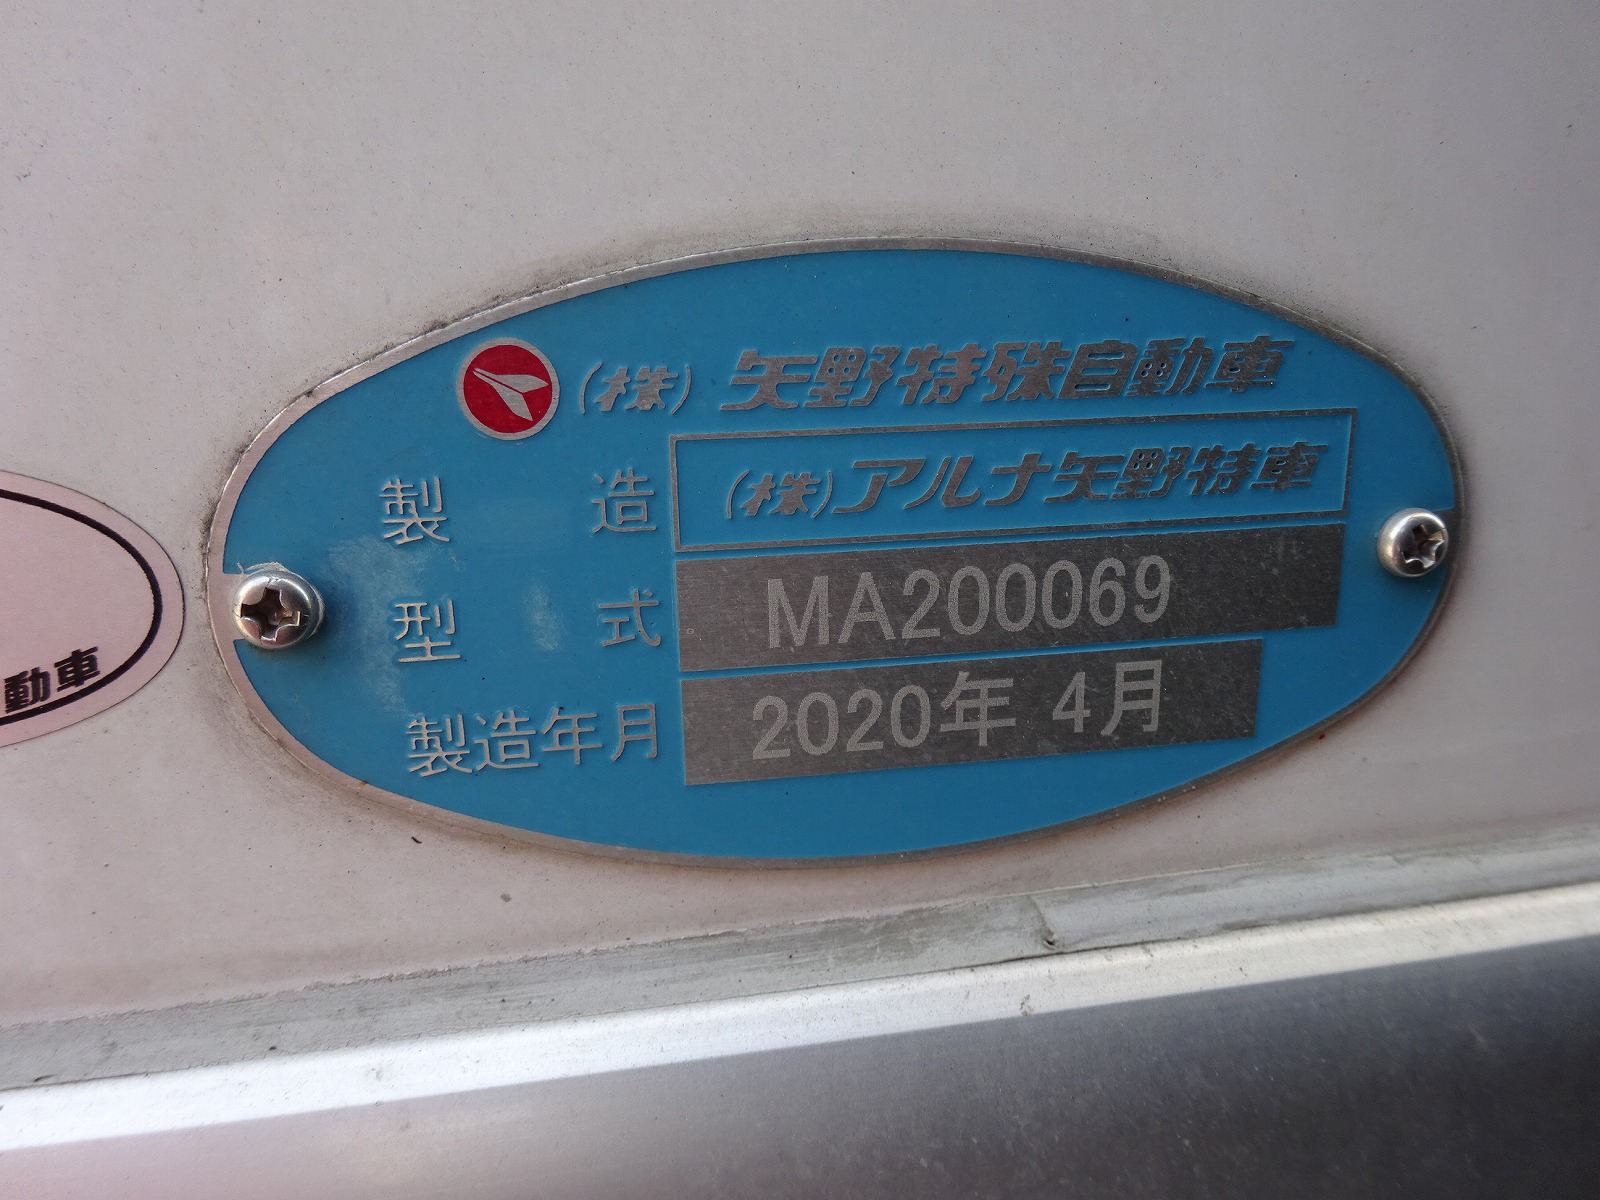 (株) 矢野特殊自動車
製造 (株)アルナ矢野特車
型式 MA200069
製造年月 2020年 4月
動車